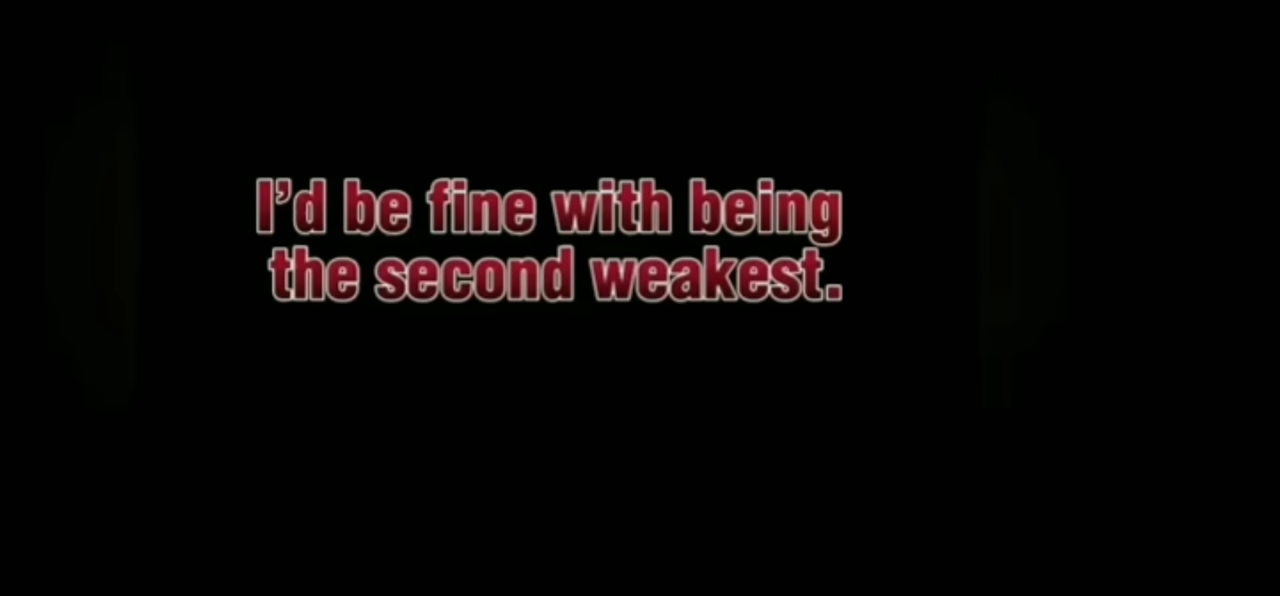 I’d be fine with being
the second weakest.